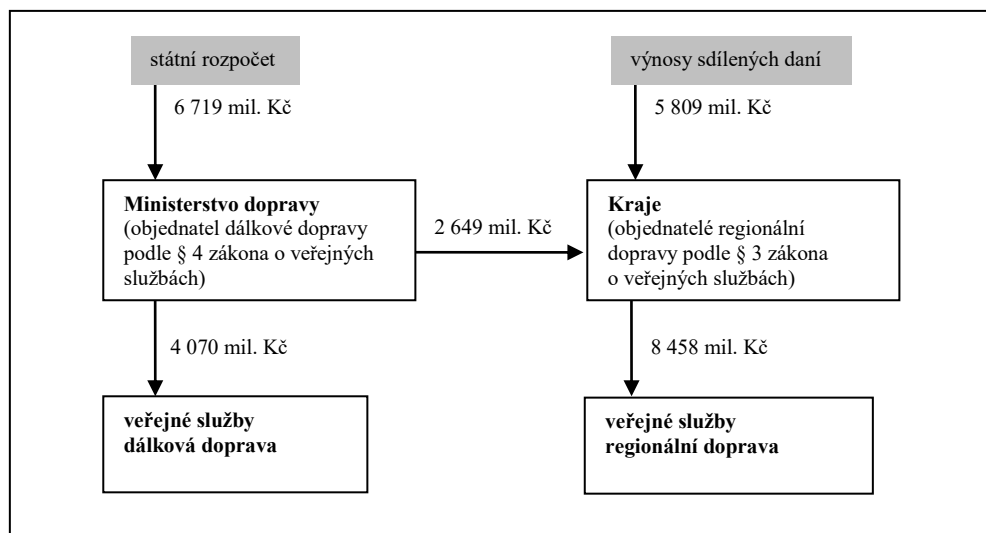 státní rozpočet
výnosy sdílených daní
6 719 mil. Kč
5 809 mil. Kč
Ministerstvo dopravy
(objednatel dálkové dopravy
podle § 4 zákona o veřejných
službách)
2 649 mil. Kč
Kraje
(objednatelé regionální
dopravy podle § 3 zákona
o veřejných službách)
4 070 mil. Kč
8 458 mil. Kč
veřejné služby
dálková doprava
veřejné služby
regionální doprava